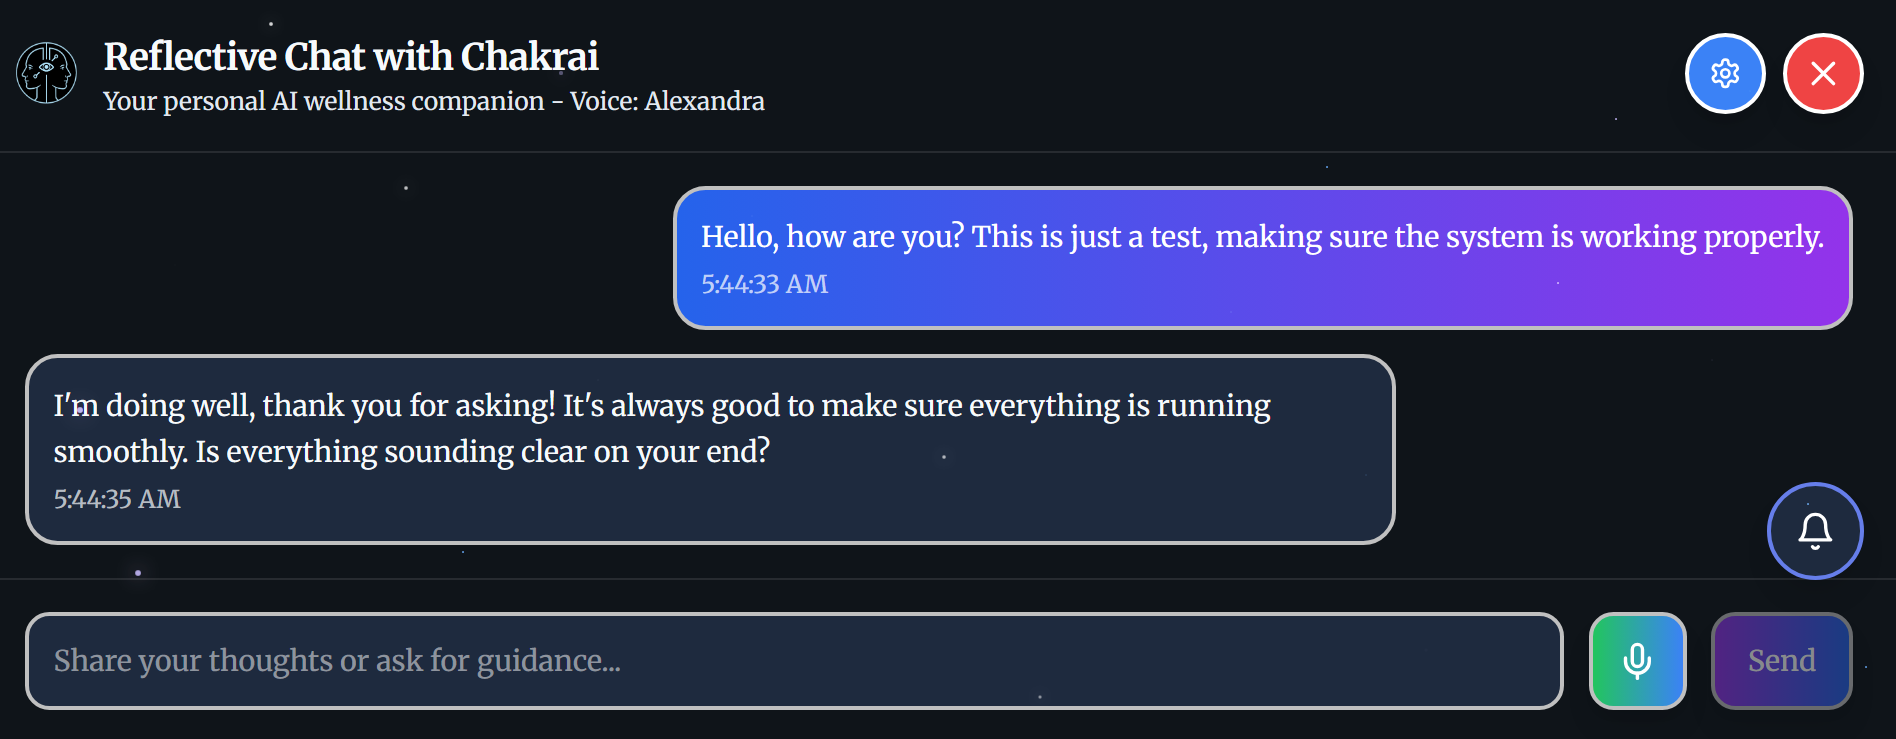 Reflective Chat with Chakrai
Your personal AI wellness companion - Voice: Alexandra
Hello, how are you? This is just a test, making sure the system is working properly.
5:44:33 AM
I'm doing well, thank you for asking! It's always good to make sure everything is running
smoothly. Is everything sounding clear on your end?
5:44:35 AM
Share your thoughts or ask for guidance...
Send